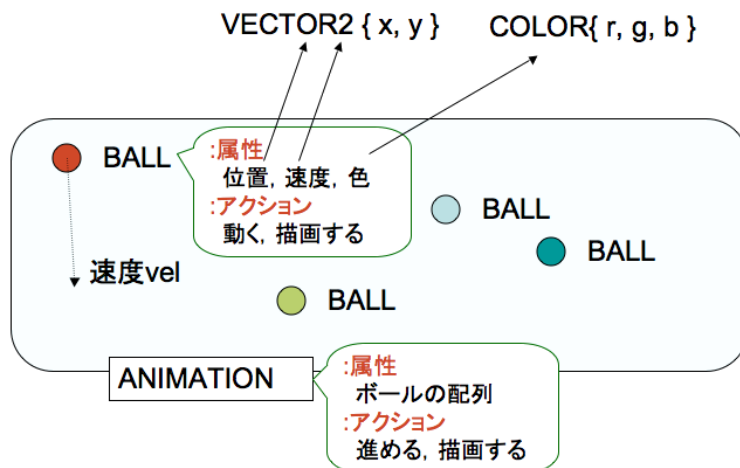 VECTOR2 { x, y }
COLOR{ r, g, b }
BALL
:属性
位置, 速度, 色
:アクション
動く, 描画する
BALL
BALL
速度vel
BALL
ANIMATION
:属性
ボールの配列
:アクション
進める, 描画する